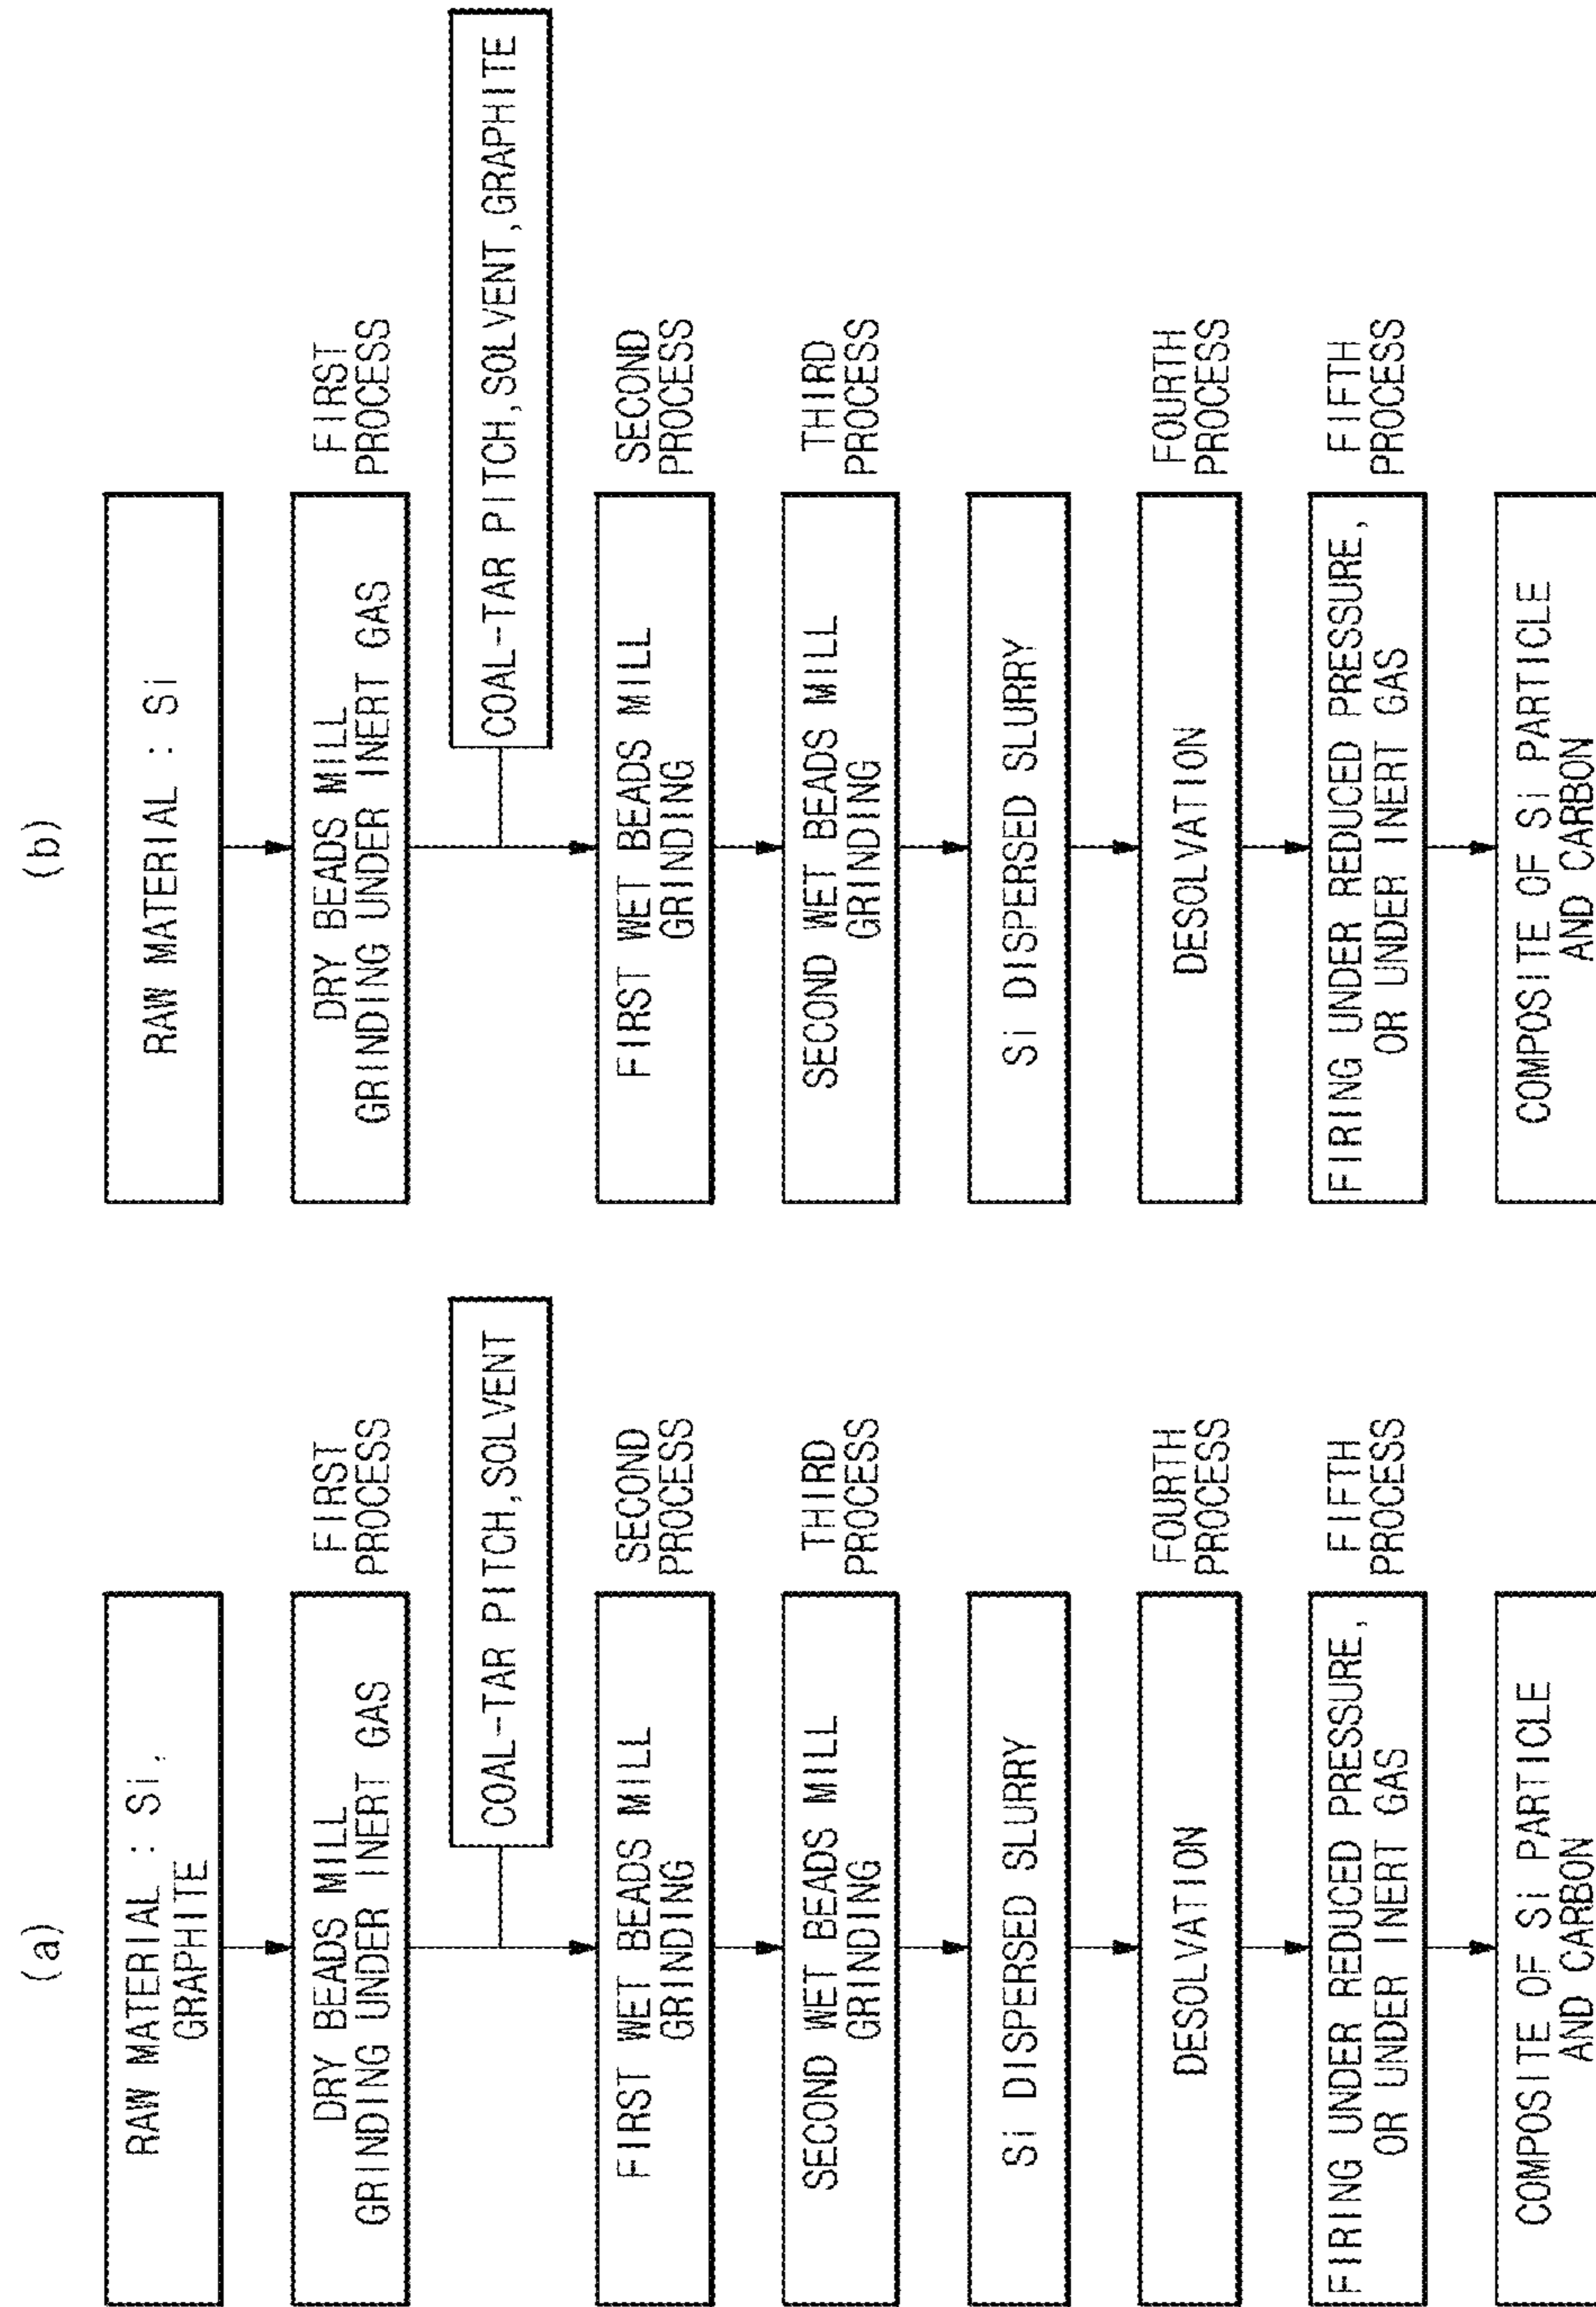 (a)
RAW MATERIAL : Si,
GRAPHITE
DRY BEADS MILL
GRINDING UNDER INERT GAS
FIRST
PROCESS
COAL-TAR PITCH,SOLVENT
FIRST WET BEADS MILL
GRINDING
SECOND
PROCESS
SECOND WET BEADS MILL
GRINDING
THIRD
PROCESS
Si DISPERSED SLURRY
DESOLVATION
FOURTH
PROCESS
FIRING UNDER REDUCED PRESSURE,
OR UNDER INERT GAS
FIFTH
PROCESS
COMPOSITE OF Si PARTICLE
AND CARBON
(b)
RAW MATERIAL : Si
DRY BEADS MILL
GRINDING UNDER INERT GAS
FIRST
PROCESS
COAL-TAR PITCH,SOLVENT,GRAPHITE
FIRST WET BEADS MILL
GRINDING
SECOND
PROCESS
SECOND WET BEADS MILL
GRINDING
THIRD
PROCESS
Si DISPERSED SLURRY
DESOLVATION
FOURTH
PROCESS
FIRING UNDER REDUCED PRESSURE,
OR UNDER INERT GAS
FIFTH
PROCESS
COMPOSITE OF Si PARTICLE
AND CARBON